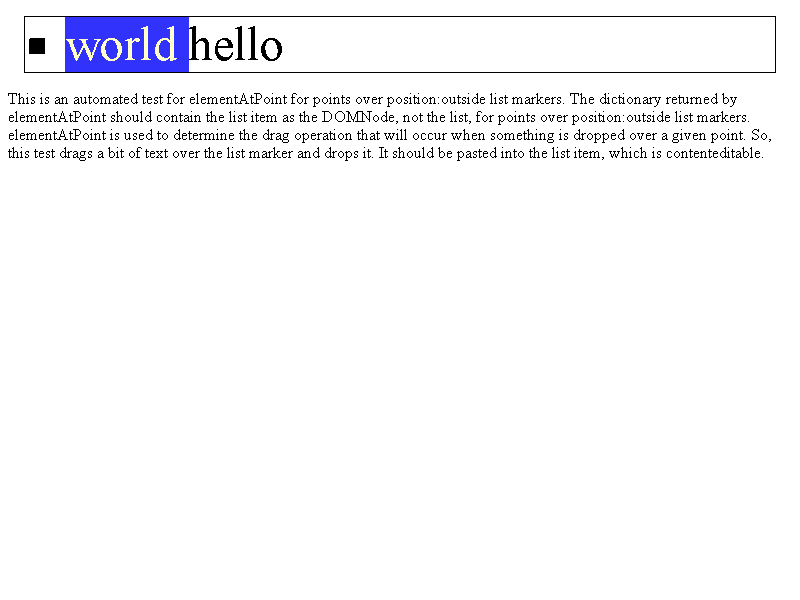 ■ world hello
This is an automated test for elementAtPoint for points over position:outside list markers. The dictionary returned by
elementAtPoint should contain the list item as the DOMNode, not the list, for points over position:outside list markers.
elementAtPoint is used to determine the drag operation that will occur when something is dropped over a given point. So,
this test drags a bit of text over the list marker and drops it. It should be pasted into the list item, which is contenteditable.